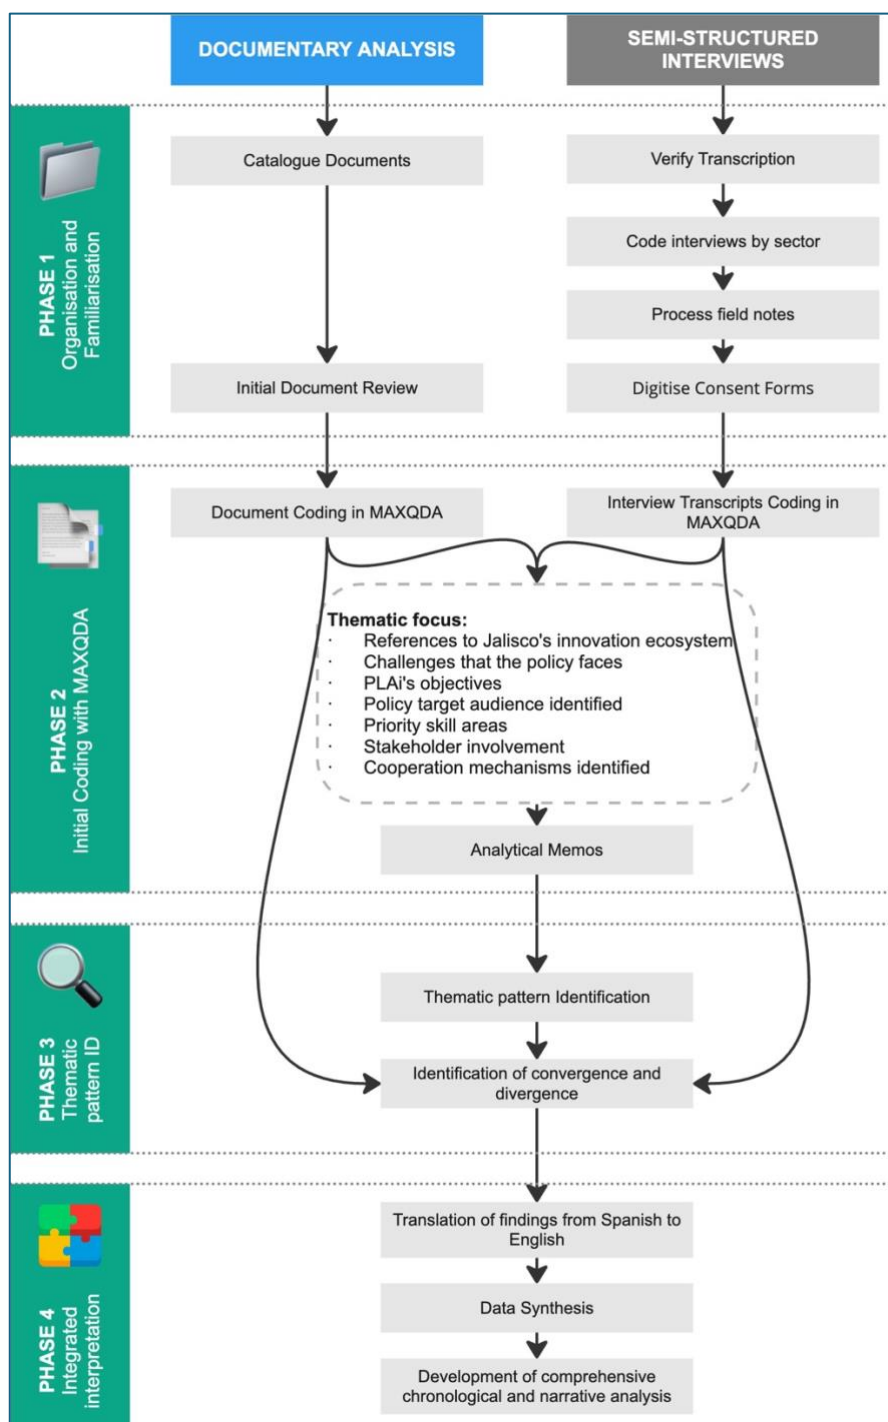 DOCUMENTARY ANALYSIS
SEMI-STRUCTURED
INTERVIEWS
PHASE 1
Organisation and
Familiarisation
Catalogue Documents
Verify Transcription
Code interviews by sector
Process field notes
Initial Document Review
Digitise Consent Forms
PHASE 2
Initial Coding with MAXQDA
Document Coding in MAXQDA
Interview Transcripts Coding in
MAXQDA
Thematic focus:
· References to Jalisco's innovation ecosystem
· Challenges that the policy faces
· PLAi's objectives
· Policy target audience identified
· Priority skill areas
· Stakeholder involvement
· Cooperation mechanisms identified
Analytical Memos
PHASE 3
Thematic
pattern ID
Thematic pattern Identification
Identification of convergence and
divergence
PHASE 4
Integrated
interpretation
Translation of findings from Spanish to
English
Data Synthesis
Development of comprehensive
chronological and narrative analysis